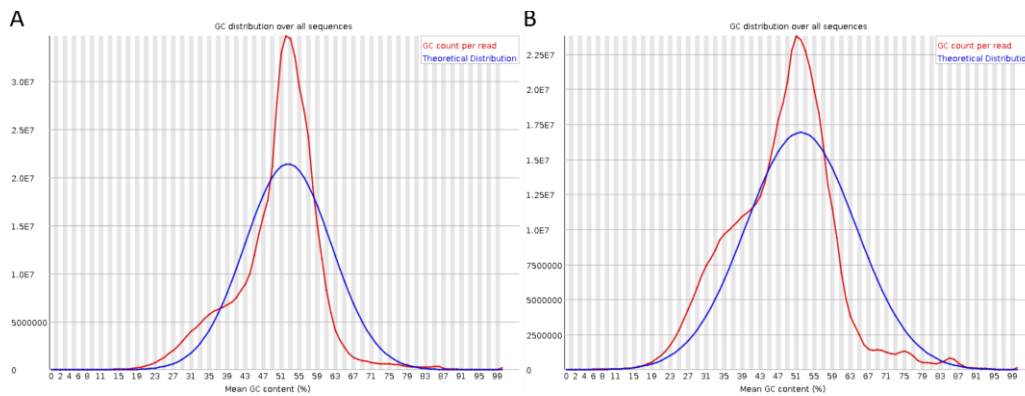 A
GC distribution over all sequences
GC count per read
Theoretical Distribution
3.0E7
2.5E7
2.0E7
1.5E7
1.0E7
5000000
0
0 2 4 6 8 11 15 19 23 27 31 35 39 43 47 51 55 59 63 67 71 75 79 83 87 91 95 99
Mean GC content (%)
B
GC distribution over all sequences
GC count per read
Theoretical Distribution
2.25E7
2.0E7
1.75E7
1.5E7
1.25E7
1.0E7
7500000
5000000
2500000
0
0 2 4 6 8 11 15 19 23 27 31 35 39 43 47 51 55 59 63 67 71 75 79 83 87 91 95 99
Mean GC content (%)